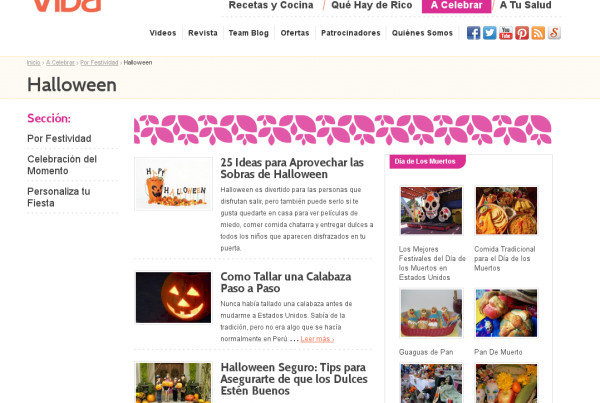 vida
Recetas y Cocina / Qué Hay de Rico / A Celebrar / A Tu Salud
Videos Revista Team Blog Ofertas Patrocinadores Quiénes Somos
Inicio › A Celebrar › Por Festividad › Halloween
Halloween
Sección:
Por Festividad
Celebración del
Momento
Personaliza tu
Fiesta
HAPPY
HALLOWEEN
25 Ideas para Aprovechar las
Sobras de Halloween
Halloween es divertido para las personas que
disfrutan salir, pero también puede serlo si te
gusta quedarte en casa para ver películas de
miedo, comer comida chatarra y entregar dulces a
todos los niños que aparecen disfrazados en tu
puerta.
Como Tallar una Calabaza
Paso a Paso
Nunca había tallado una calabaza antes de
mudarme a Estados Unidos. Sabía de la
tradición, pero no era algo que se hacía
normalmente en Perú. ... Leer más ›
Halloween Seguro: Tips para
Asegurarte de que los Dulces
Estén Buenos
Día de Los Muertos
Los Mejores
Festivales del Día de
los Muertos en
Estados Unidos
Comida Tradicional
para el Día de los
Muertos
Guaguas de Pan
Pan De Muerto